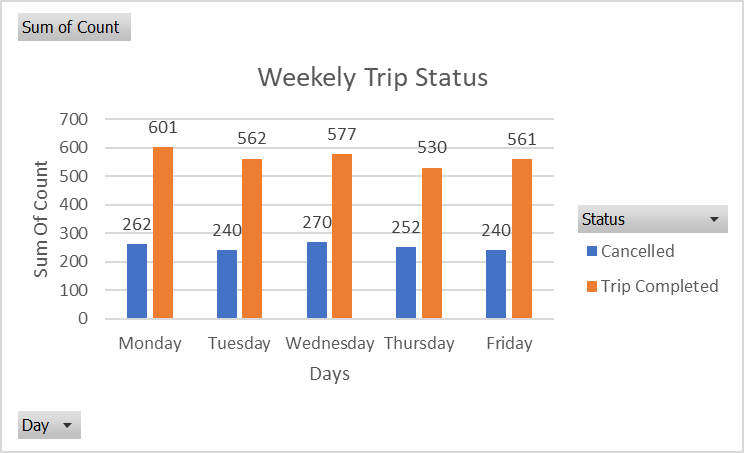 Sum of Count
Weekely Trip Status
700
600
500
400
300
200
100
0
Sum Of Count
262
601
240
562
270
577
252
530
240
561
Monday
Tuesday
Wednesday
Thursday
Friday
Days
Status
Cancelled
Trip Completed
Day